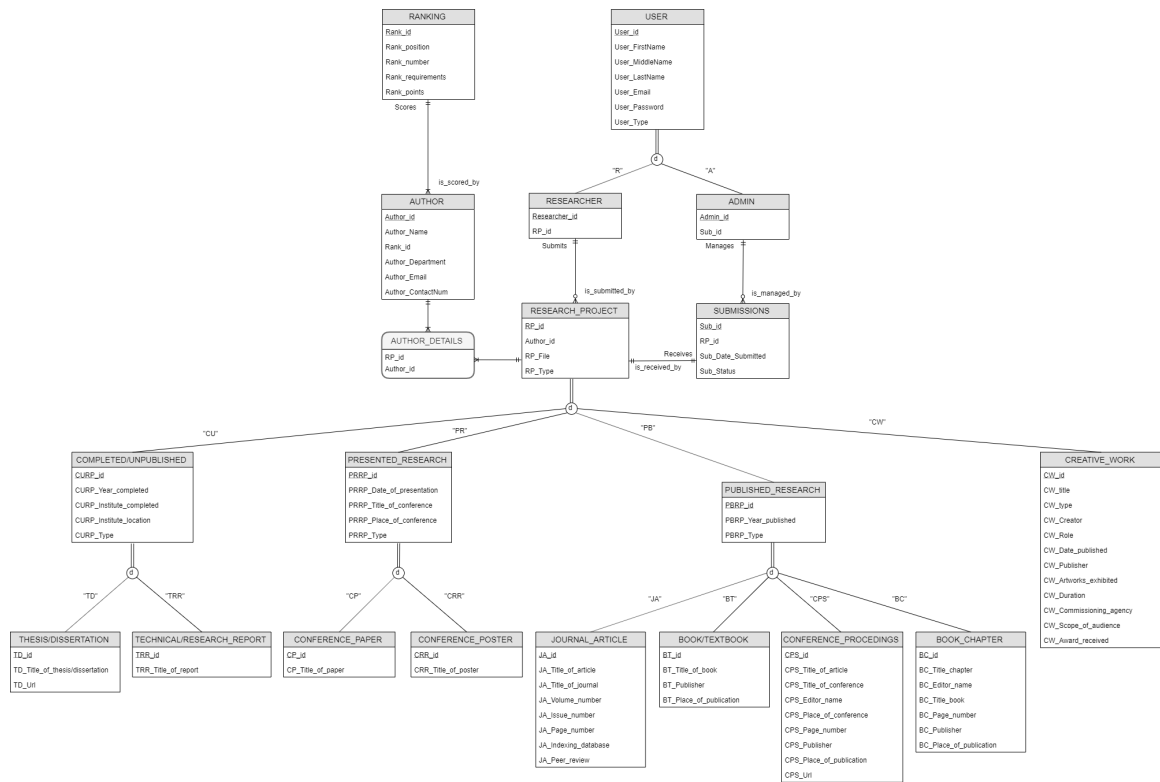 RANKING
Rank_id
Rank_position
Rank_number
Rank_requirements
Rank_points
Scores
is_scored_by
USER
User_id
User_FirstName
User_MiddleName
User_LastName
User_Email
User_Password
User_Type
d
"R"
"A"
AUTHOR
Author_id
Author_Name
Rank_id
Author_Department
Author_Email
Author_ContactNum
RESEARCHER
Researcher_id
RP_id
Submits
is_submitted_by
ADMIN
Admin_id
Sub_id
Manages
is_managed_by
AUTHOR_DETAILS
RP_id
Author_id
RESEARCH_PROJECT
RP_id
Author_id
RP_File
RP_Type
Receives
is_received_by
SUBMISSIONS
Sub_id
RP_id
Sub_Date_Submitted
Sub_Status
d
"CU"
"PR"
"PB"
"CW"
COMPLETED/UNPUBLISHED
CURP_id
CURP_Year_completed
CURP_Institute_completed
CURP_Institute_location
CURP_Type
PRESENTED_RESEARCH
PRRP_id
PRRP_Date_of_presentation
PRRP_Title_of_conference
PRRP_Place_of_conference
PRRP_Type
PUBLISHED_RESEARCH
PBRP_id
PBRP_Year_published
PBRP_Type
CREATIVE_WORK
CW_id
CW_title
CW_type
CW_Creator
CW_Role
CW_Date_published
CW_Publisher
CW_Artworks_exhibited
CW_Duration
CW_Commissioning_agency
CW_Scope_of_audience
CW_Award_received
d
"TD"
"TRR"
d
"CP"
"CRR"
d
"JA"
"BT"
"CPS"
"BC"
THESIS/DISSERTATION
TD_id
TD_Title_of_thesis/dissertation
TD_Url
TECHNICAL/RESEARCH_REPORT
TRR_id
TRR_Title_of_report
CONFERENCE_PAPER
CP_id
CP_Title_of_paper
CONFERENCE_POSTER
CRR_id
CRR_Title_of_poster
JOURNAL_ARTICLE
JA_id
JA_Title_of_article
JA_Title_of_journal
JA_Volume_number
JA_Issue_number
JA_Page_number
JA_Indexing_database
JA_Peer_review
BOOK/TEXTBOOK
BT_id
BT_Title_of_book
BT_Publisher
BT_Place_of_publication
CONFERENCE_PROCEDINGS
CPS_id
CPS_Title_of_article
CPS_Title_of_conference
CPS_Editor_name
CPS_Place_of_conference
CPS_Page_number
CPS_Publisher
CPS_Place_of_publication
CPS_Url
BOOK_CHAPTER
BC_id
BC_Title_chapter
BC_Editor_name
BC_Title_book
BC_Page_number
BC_Publisher
BC_Place_of_publication